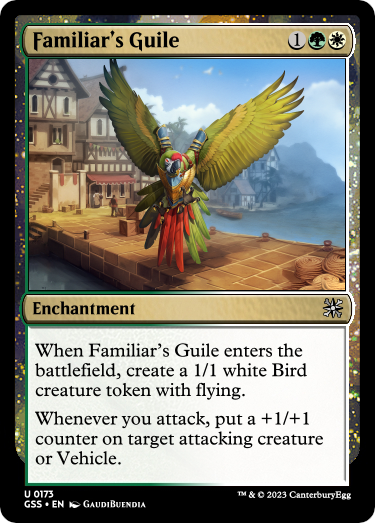 Familiar's Guile 1
Enchantment
When Familiar's Guile enters the
battlefield, create a 1/1 white Bird
creature token with flying.
Whenever you attack, put a +1/+1
counter on target attacking creature
or Vehicle.
U 0173
GSS • EN GaudiBuendia
™ & © 2023 CanterburyEgg